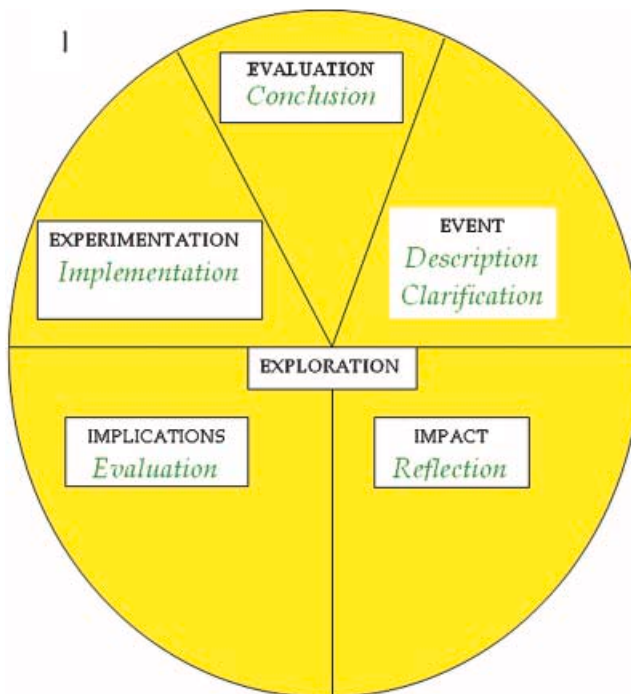 1
EVALUATION
Conclusion
EXPERIMENTATION
Implementation
EVENT
Description
Clarification
EXPLORATION
IMPLICATIONS
Evaluation
IMPACT
Reflection